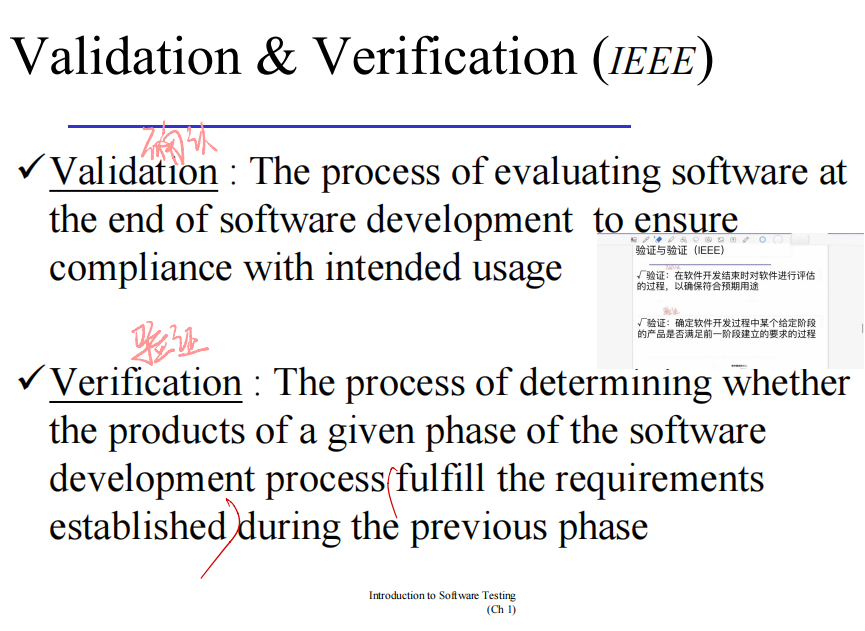 Validation & Verification (IEEE)
确认
✓ Validation : The process of evaluating software at
the end of software development to ensure
compliance with intended usage
验证与验证（IEEE）
√验证：在软件开发结束时对软件进行评估
的过程，以确保符合预期用途
验证
√验证：确定软件开发过程中某个给定阶段
的产品是否满足前一阶段建立的要求的过程
验证
✓ Verification : The process of determining whether
the products of a given phase of the software
development process fulfill the requirements
established during the previous phase
Introduction to Software Testing
(Ch 1)